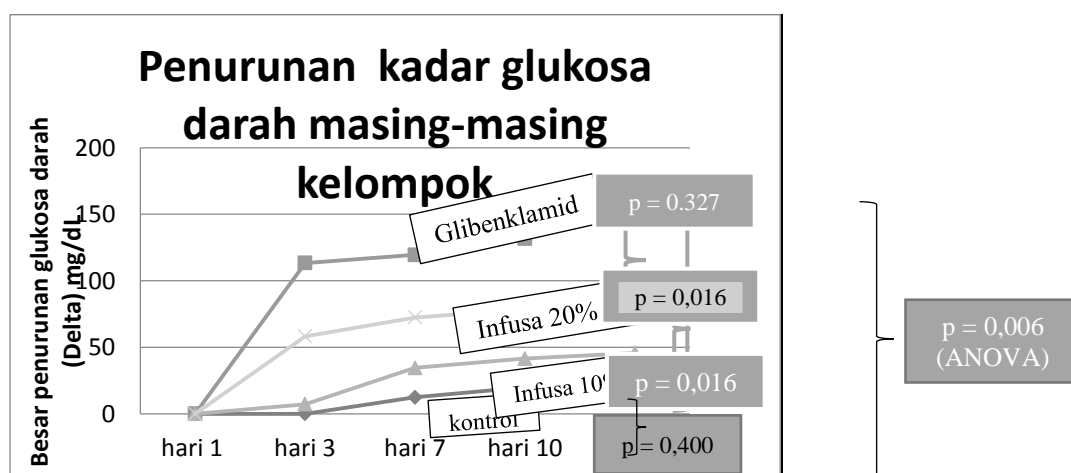 Penurunan kadar glukosa
darah masing-masing
kelompok
Besar penurunan glukosa darah
(Delta) mg/dL
200
150
100
50
0
hari 1
hari 3
hari 7
hari 10
Glibenklamid
Infusa 20%
Infusa 10%
kontrol
p = 0.327
p = 0,016
p = 0,016
p = 0,400
p = 0,006
(ANOVA)